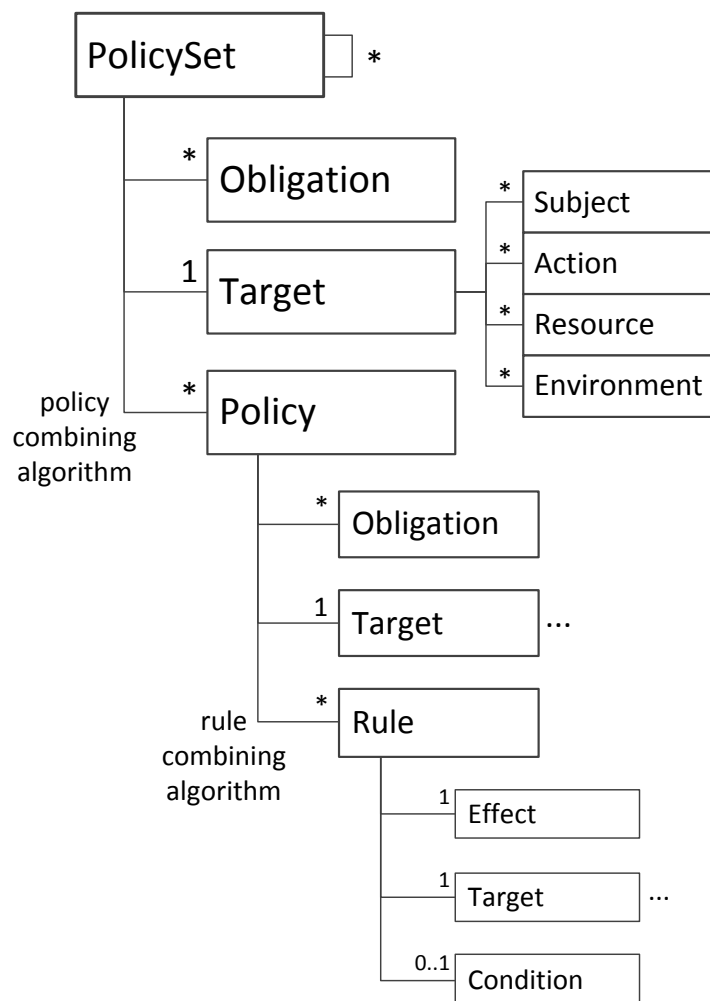 PolicySet
*
*
Obligation
1
Target
*
Subject
*
Action
*
Resource
*
Environment
*
Policy
policy
combining
algorithm
*
Obligation
1
Target
...
*
Rule
rule
combining
algorithm
1
Effect
1
Target
...
0..1
Condition